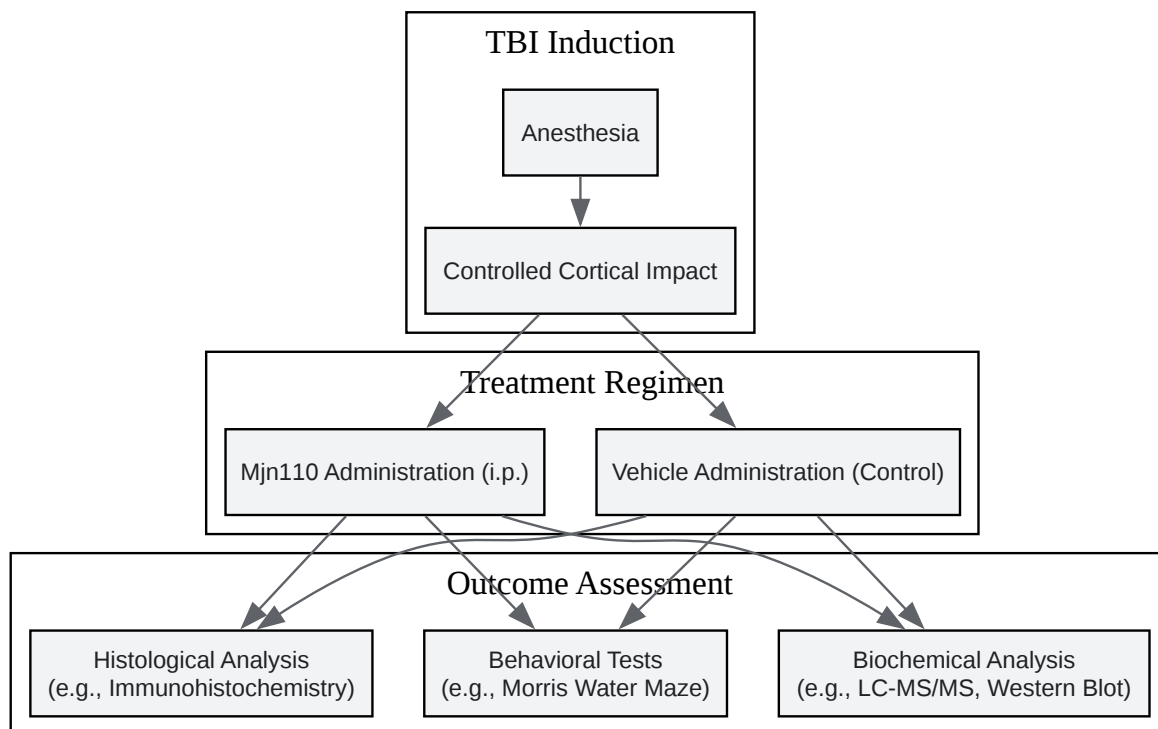 TBI Induction
Anesthesia
Controlled Cortical Impact
Treatment Regimen
Mjn110 Administration (i.p.)
Vehicle Administration (Control)
Outcome Assessment
Histological Analysis
(e.g., Immunohistochemistry)
Behavioral Tests
(e.g., Morris Water Maze)
Biochemical Analysis
(e.g., LC-MS/MS, Western Blot)